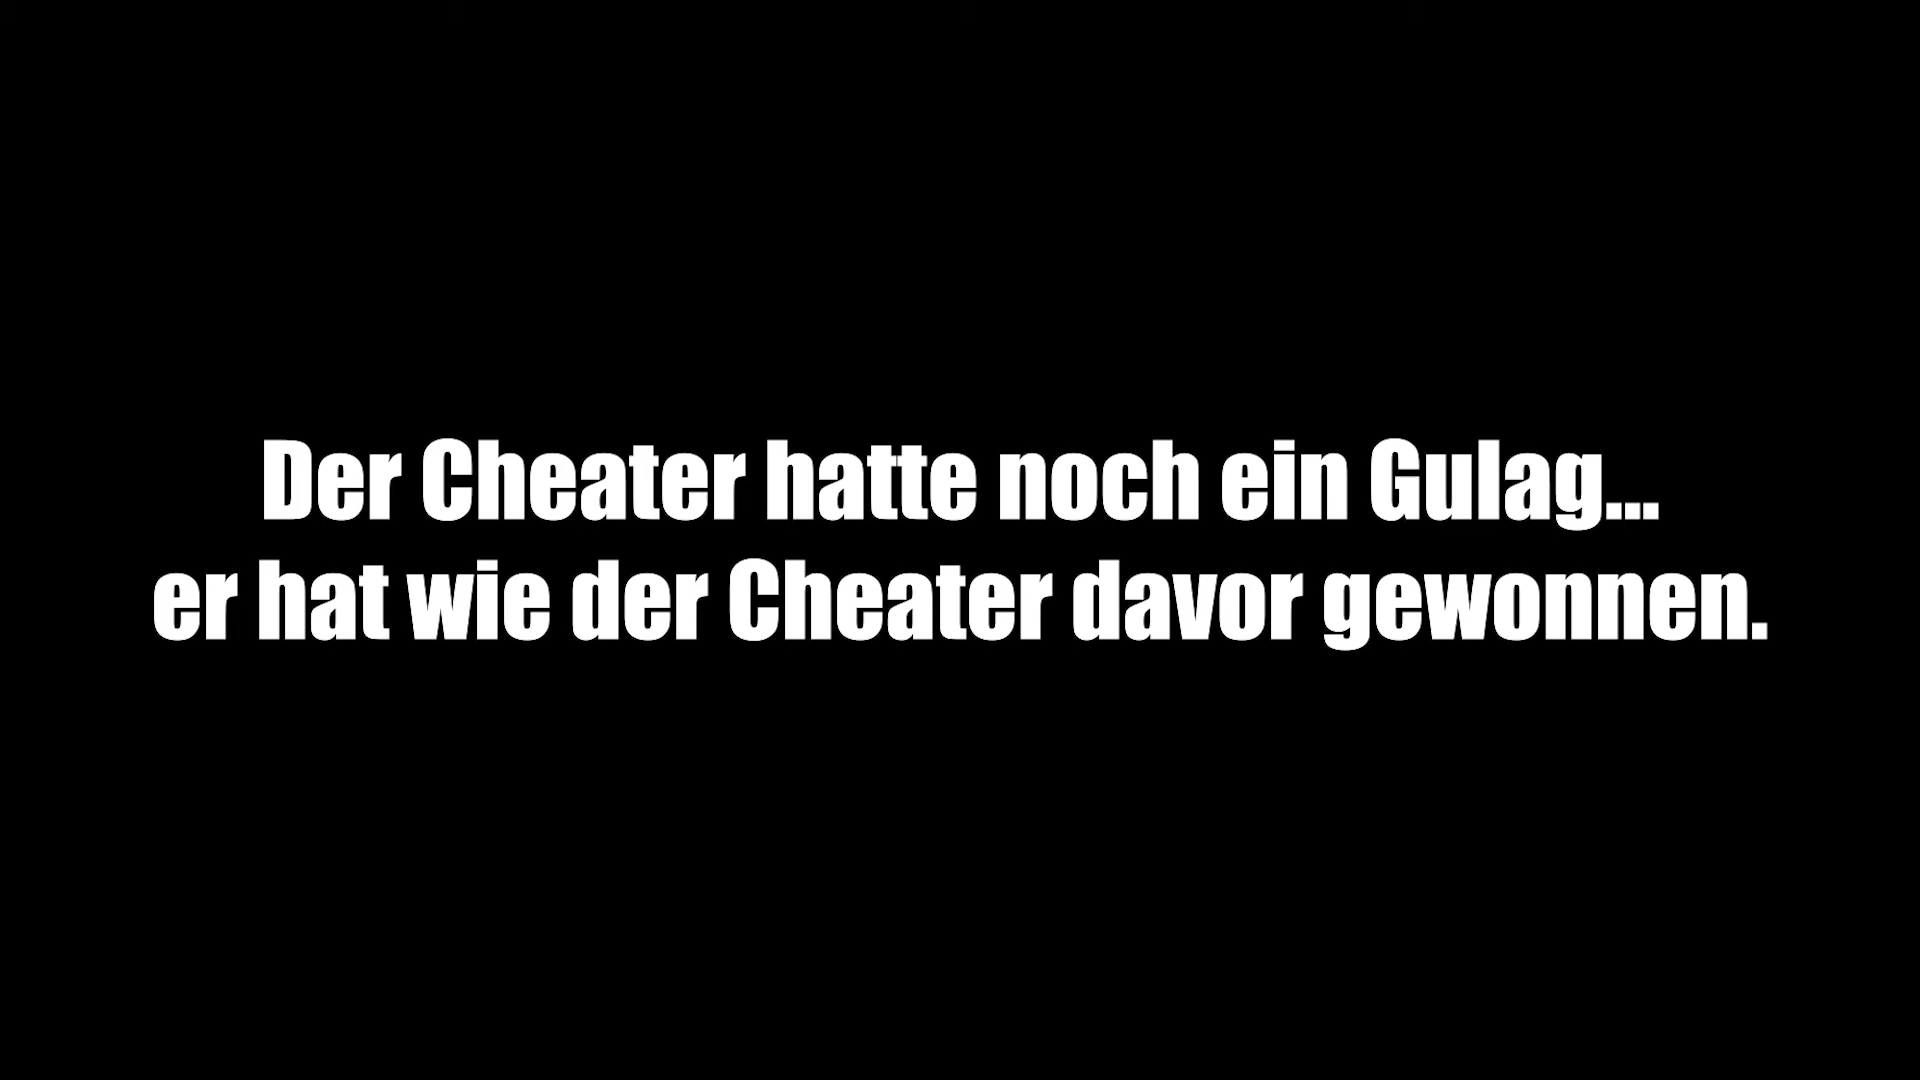 Der Cheater hatte noch ein Gulag...
er hat wie der Cheater davor gewonnen.